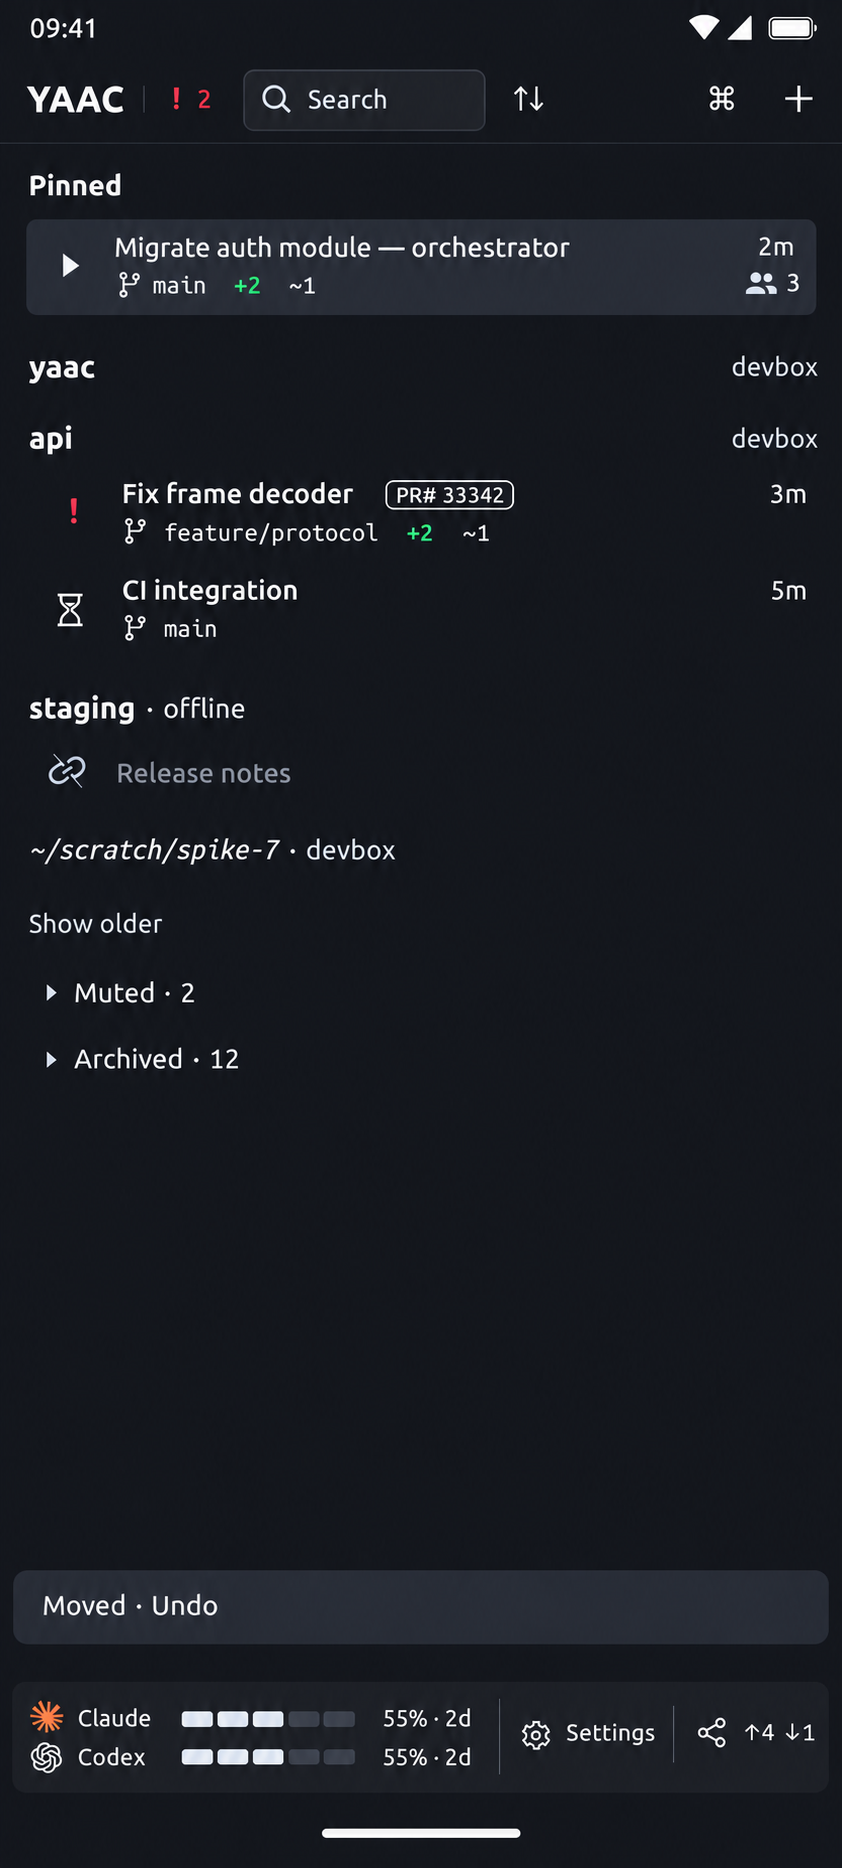 09:41
YAAC ! 2 Search
Pinned
Migrate auth module — orchestrator 2m
main +2 ~1 3
yaac devbox
api devbox
! Fix frame decoder PR# 33342 3m
feature/protocol +2 ~1
CI integration 5m
main
staging · offline
Release notes
~/scratch/spike-7 · devbox
Show older
Muted · 2
Archived · 12
Moved · Undo
Claude 55% · 2d
Codex 55% · 2d
Settings ↑4 ↓1